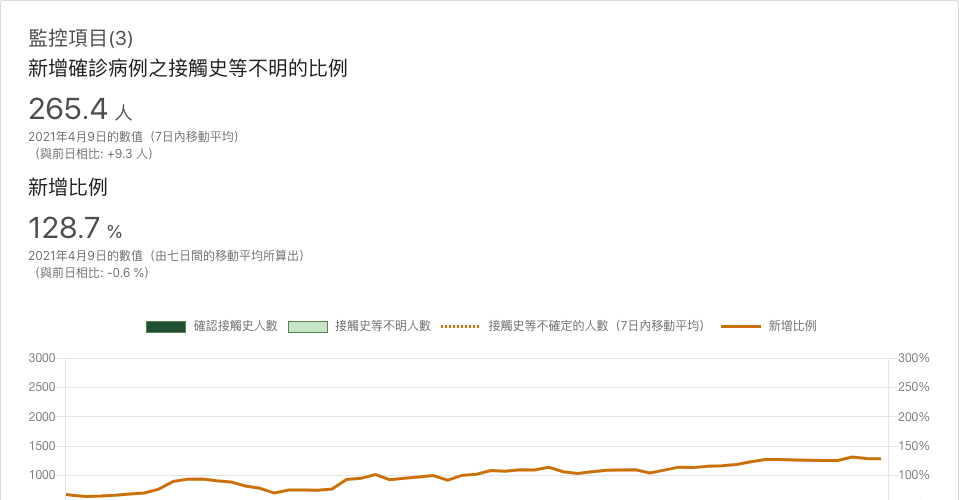 監控項目(3)
新增確診病例之接觸史等不明的比例
265.4 人
2021年4月9日的數值（7日內移動平均）
（與前日相比: +9.3 人）
新增比例
128.7 %
2021年4月9日的數值（由七日間的移動平均所算出）
（與前日相比: -0.6 %）
確認接觸史人數 接觸史等不明人數 接觸史等不確定的人數（7日內移動平均） 新增比例
3000 300%
2500 250%
2000 200%
1500 150%
1000 100%